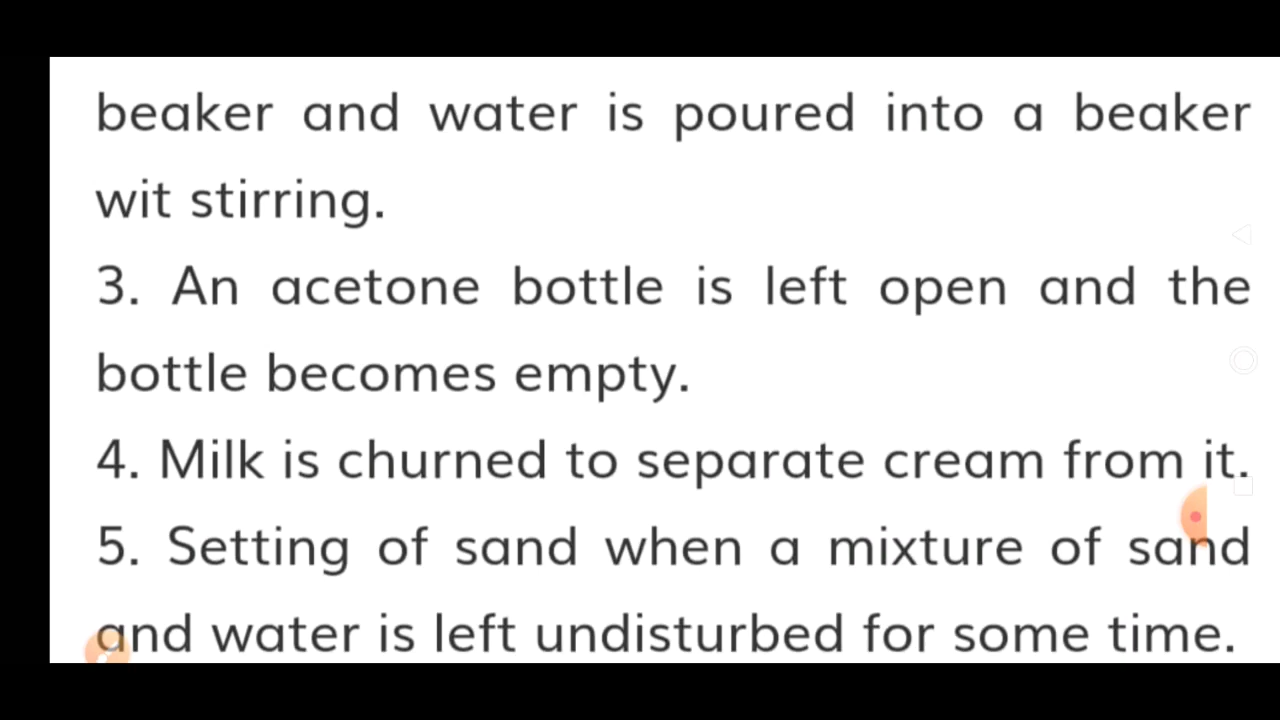 beaker and water is poured into a beaker
wit stirring.
3. An acetone bottle is left open and the
bottle becomes empty.
4. Milk is churned to separate cream from it.
5. Setting of sand when a mixture of sand
and water is left undisturbed for some time.